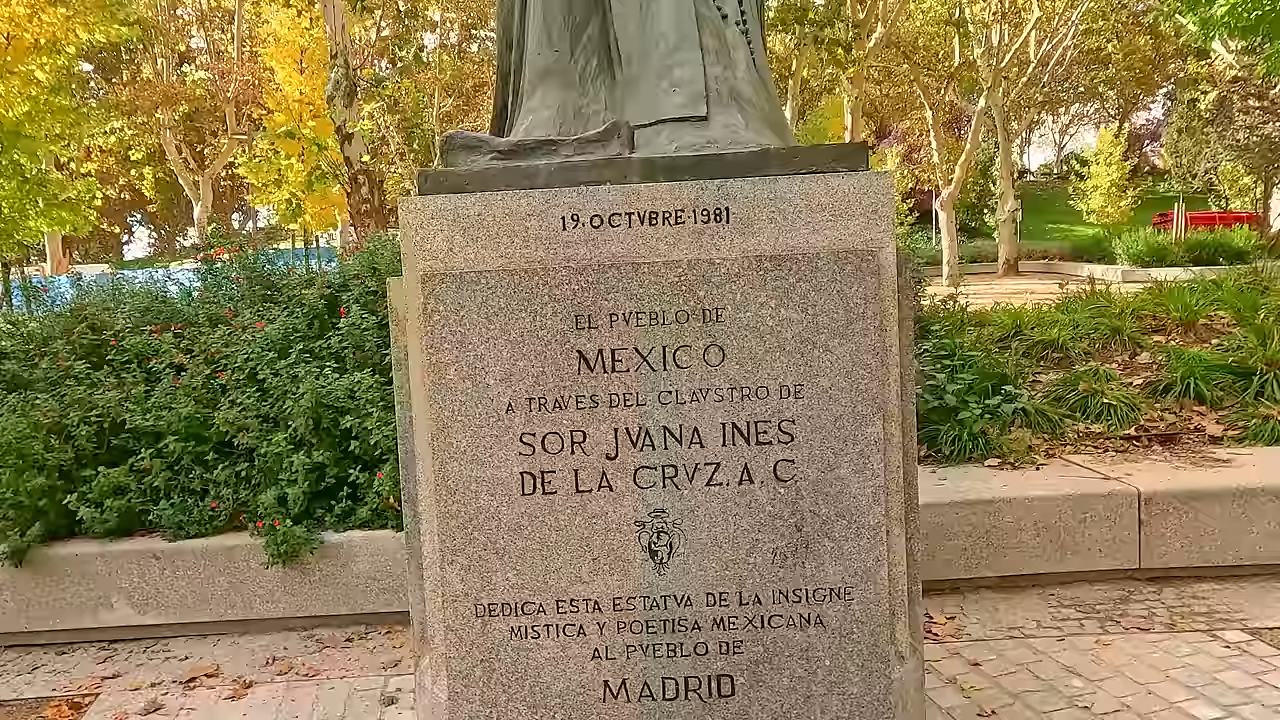 19·OCTVBRE·1981
EL PVEBLO DE
MEXICO
A TRAVES DEL CLAVSTRO DE
SOR JVANA INES
DE LA CRVZ. A. C.
DEDICA ESTA ESTATVA DE LA INSIGNE
MISTICA Y POETISA MEXICANA
AL PVEBLO DE
MADRID